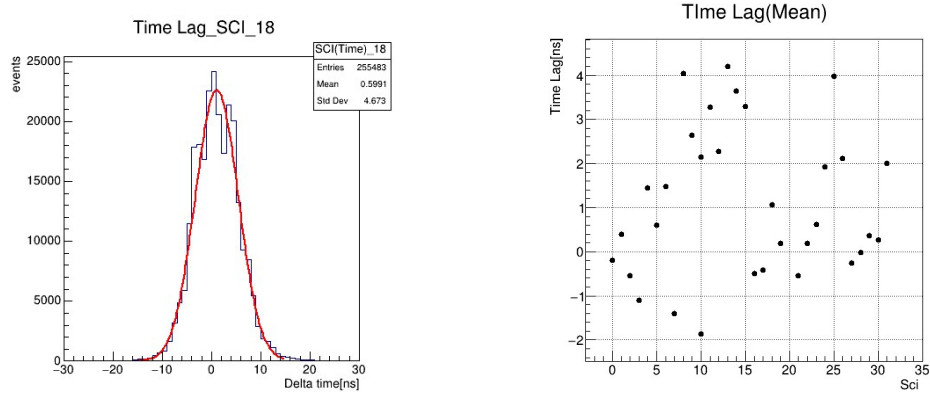 Time Lag_SCI_18
events
25000
20000
15000
10000
5000
0
−30
−20
−10
0
10
20
30
Delta time[ns]
SCI(Time)_18
Entries 255483
Mean 0.5991
Std Dev 4.673
TIme Lag(Mean)
Time Lag[ns]
4
3
2
1
0
−1
−2
0
5
10
15
20
25
30
35
Sci